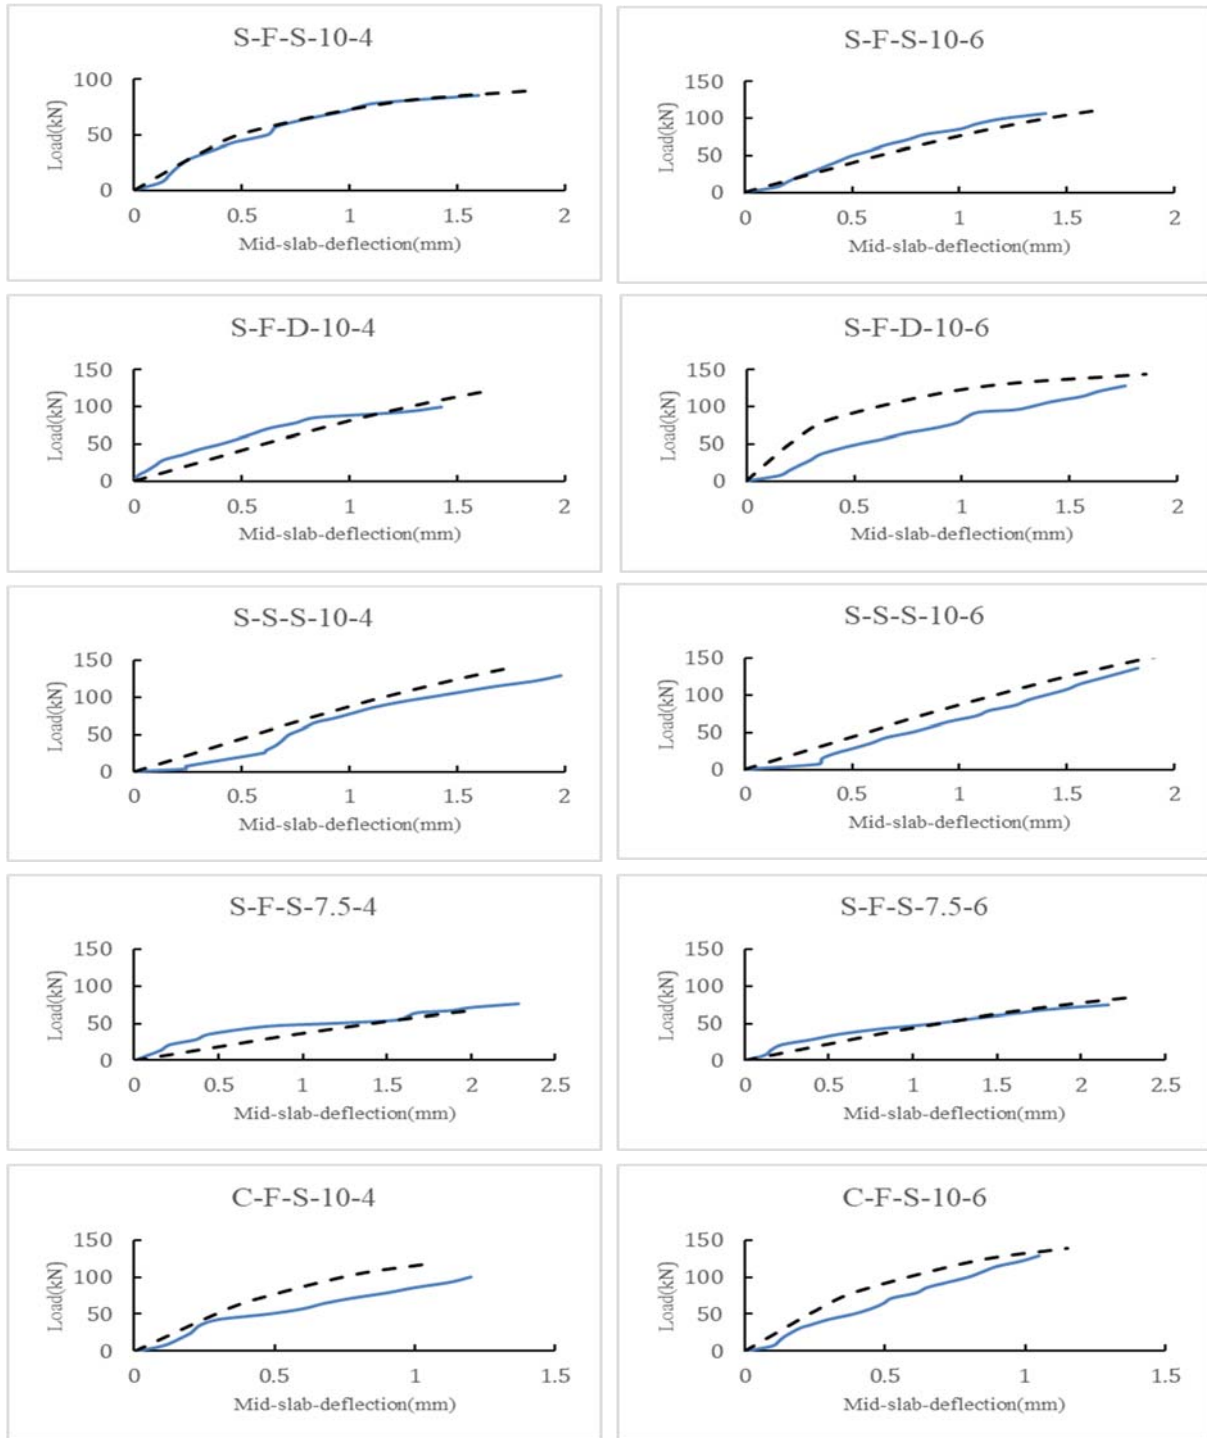 S-F-S-10-4
Load(kN)
100
50
0
0 0.5 1 1.5 2
Mid-slab-deflection(mm)
S-F-S-10-6
Load(kN)
150
100
50
0
0 0.5 1 1.5 2
Mid-slab-deflection(mm)
S-F-D-10-4
Load(kN)
150
100
50
0
0 0.5 1 1.5 2
Mid-slab-deflection(mm)
S-F-D-10-6
Load(kN)
150
100
50
0
0 0.5 1 1.5 2
Mid-slab-deflection(mm)
S-S-S-10-4
Load(kN)
150
100
50
0
0 0.5 1 1.5 2
Mid-slab-deflection(mm)
S-S-S-10-6
Load(kN)
150
100
50
0
0 0.5 1 1.5 2
Mid-slab-deflection(mm)
S-F-S-7.5-4
Load(kN)
150
100
50
0
0 0.5 1 1.5 2 2.5
Mid-slab-deflection(mm)
S-F-S-7.5-6
Load(kN)
150
100
50
0
0 0.5 1 1.5 2 2.5
Mid-slab-deflection(mm)
C-F-S-10-4
Load(kN)
150
100
50
0
0 0.5 1 1.5
Mid-slab-deflection(mm)
C-F-S-10-6
Load(kN)
150
100
50
0
0 0.5 1 1.5
Mid-slab-deflection(mm)